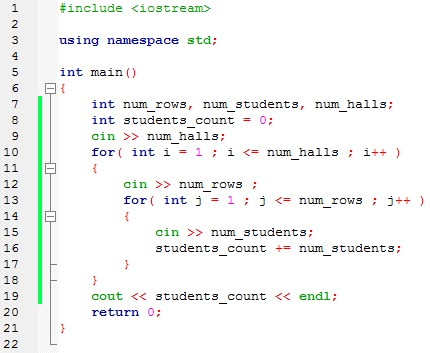 1 #include <iostream>
2
3 using namespace std;
4
5 int main()
6 {
7 int num_rows, num_students, num_halls;
8 int students_count = 0;
9 cin >> num_halls;
10 for( int i = 1 ; i <= num_halls ; i++ )
11 {
12 cin >> num_rows ;
13 for( int j = 1 ; j <= num_rows ; j++ )
14 {
15 cin >> num_students;
16 students_count += num_students;
17 }
18 }
19 cout << students_count << endl;
20 return 0;
21 }
22